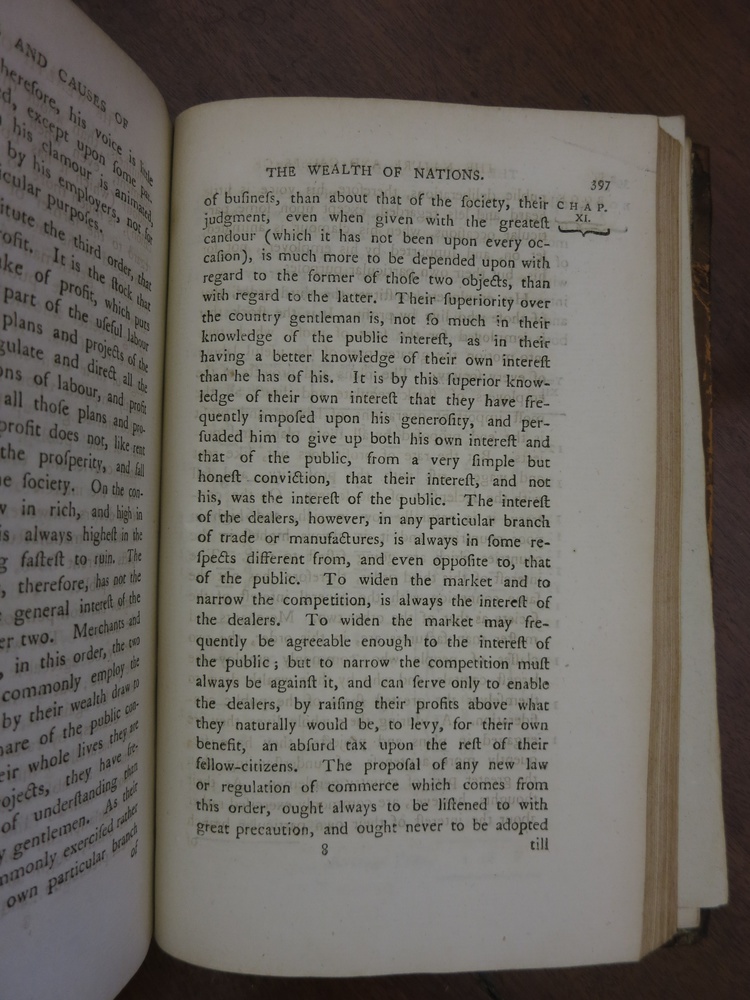 AND CAUSES OF
therefore, his voice is little
except upon some par-
his clamour is animated,
by his employers, not for
purposes.
the third order, that
It is the stock that
of profit, which puts
part of the useful labour
plans and projects of the
and direct all the
of labour, and profit
all those plans and pro-
profit does not, like rent
the prosperity, and fall
society. On the con-
in rich, and high in
always highest in the
fastest to ruin. The
, therefore, has not the
general interest of the
two. Merchants and
, in this order, the two
commonly employ the
by their wealth draw to
of the public con-
whole lives they are
they have fre-
of understanding than
gentlemen. As their
exercised rather
own particular branch
of
THE WEALTH OF NATIONS.
397
CHAP.
XI.
of busineſs, than about that of the ſociety, their
judgment, even when given with the greateſt
candour (which it has not been upon every oc-
caſion), is much more to be depended upon with
regard to the former of thoſe two objects, than
with regard to the latter. Their ſuperiority over
the country gentleman is, not ſo much in their
knowledge of the public intereſt, as in their
having a better knowledge of their own intereſt
than he has of his. It is by this ſuperior know-
ledge of their own intereſt that they have fre-
quently impoſed upon his generoſity, and per-
ſuaded him to give up both his own intereſt and
that of the public, from a very ſimple but
honeſt conviction, that their intereſt, and not
his, was the intereſt of the public. The intereſt
of the dealers, however, in any particular branch
of trade or manufactures, is always in ſome re-
ſpects different from, and even oppoſite to, that
of the public. To widen the market and to
narrow the competition, is always the intereſt of
the dealers. To widen the market may fre-
quently be agreeable enough to the intereſt of
the public; but to narrow the competition muſt
always be againſt it, and can ſerve only to enable
the dealers, by raiſing their profits above what
they naturally would be, to levy, for their own
benefit, an abſurd tax upon the reſt of their
fellow-citizens. The propoſal of any new law
or regulation of commerce which comes from
this order, ought always to be liſtened to with
great precaution, and ought never to be adopted
8
till